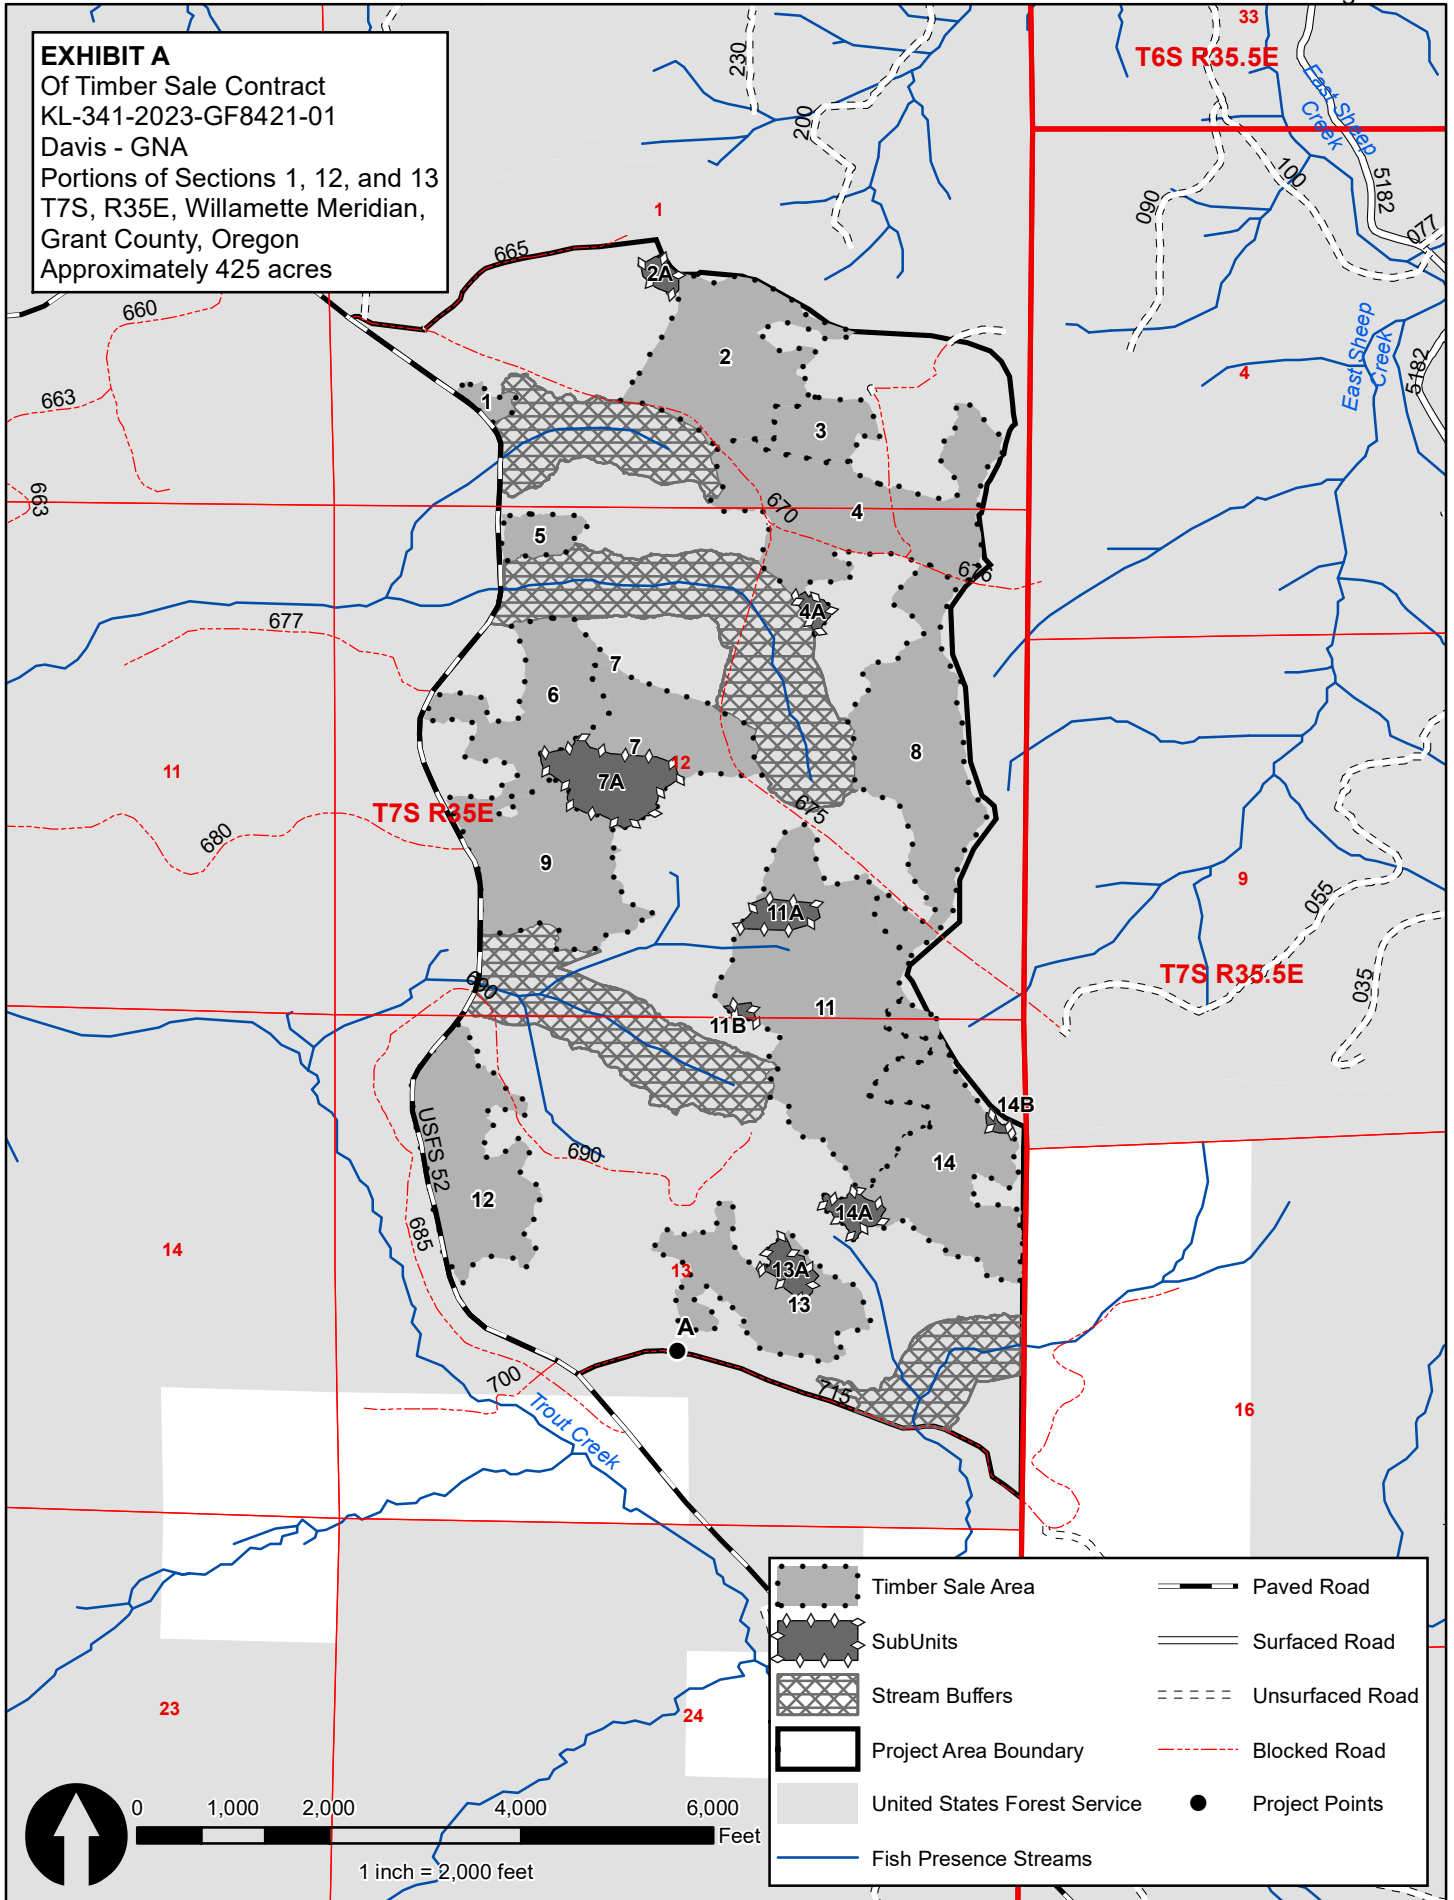 EXHIBIT A
Of Timber Sale Contract
KL-341-2023-GF8421-01
Davis - GNA
Portions of Sections 1, 12, and 13
T7S, R35E, Willamette Meridian,
Grant County, Oregon
Approximately 425 acres
33
T6S R35.5E
East Sheep
Creek
230
200
100
5182
090
077
1
665
2A
660
2
East Sheep
Creek
5182
4
663
1
3
663
670
4
5
676
4A
677
7
6
8
7
12
11
7A
T7S R35E
675
680
9
9
055
11A
T7S R35.5E
690
035
11
11B
14B
USFS 52
690
14
12
14A
685
14
13
13A
13
A
700
715
16
Trout Creek
23
24
Timber Sale Area
SubUnits
Stream Buffers
Project Area Boundary
United States Forest Service
Fish Presence Streams
Paved Road
Surfaced Road
Unsurfaced Road
Blocked Road
Project Points
0 1,000 2,000 4,000 6,000
Feet
1 inch = 2,000 feet